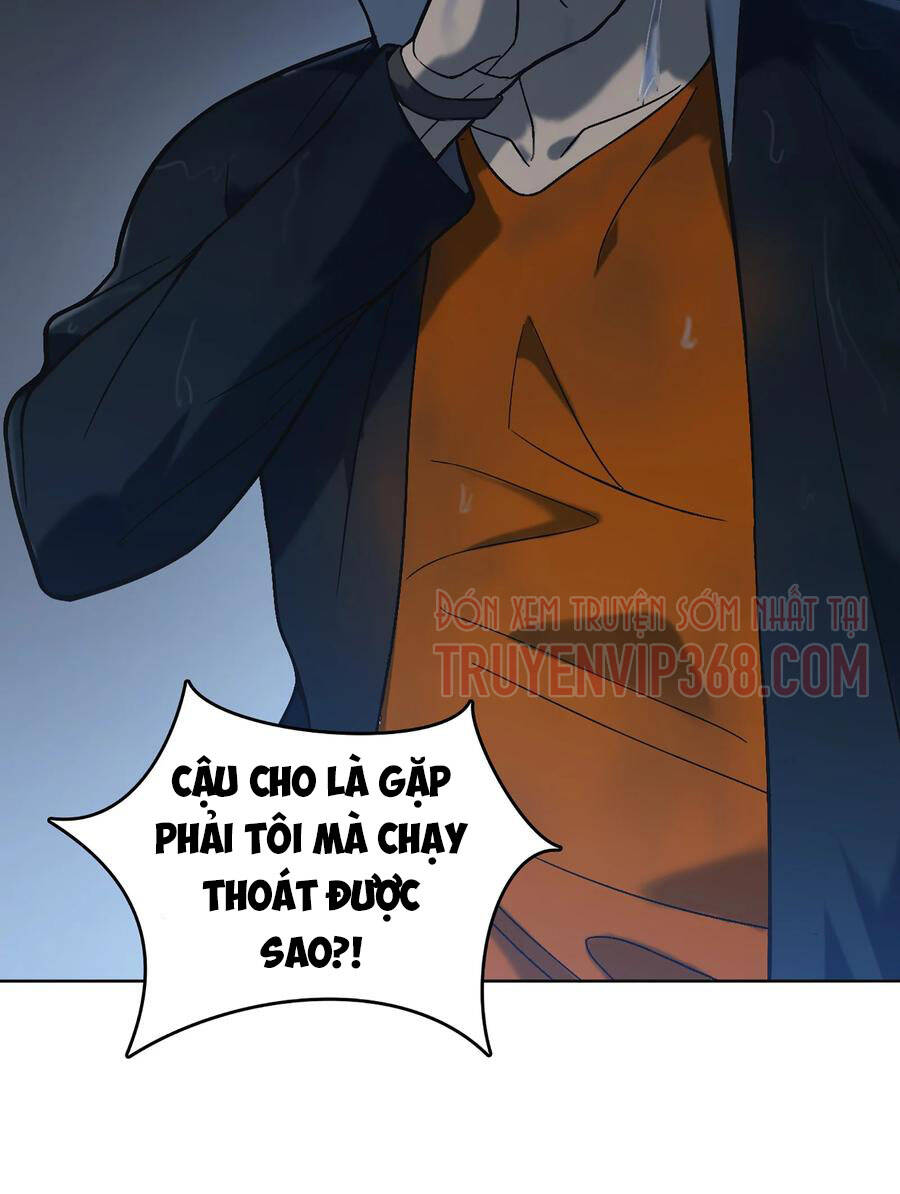 ĐÓN XEM TRUYỆN SỚM NHẤT TẠI
TRUYENVIP368.COM
CẬU CHO LÀ GẶP
PHẢI TÔI MÀ CHẠY
THOÁT ĐƯỢC
SAO?!